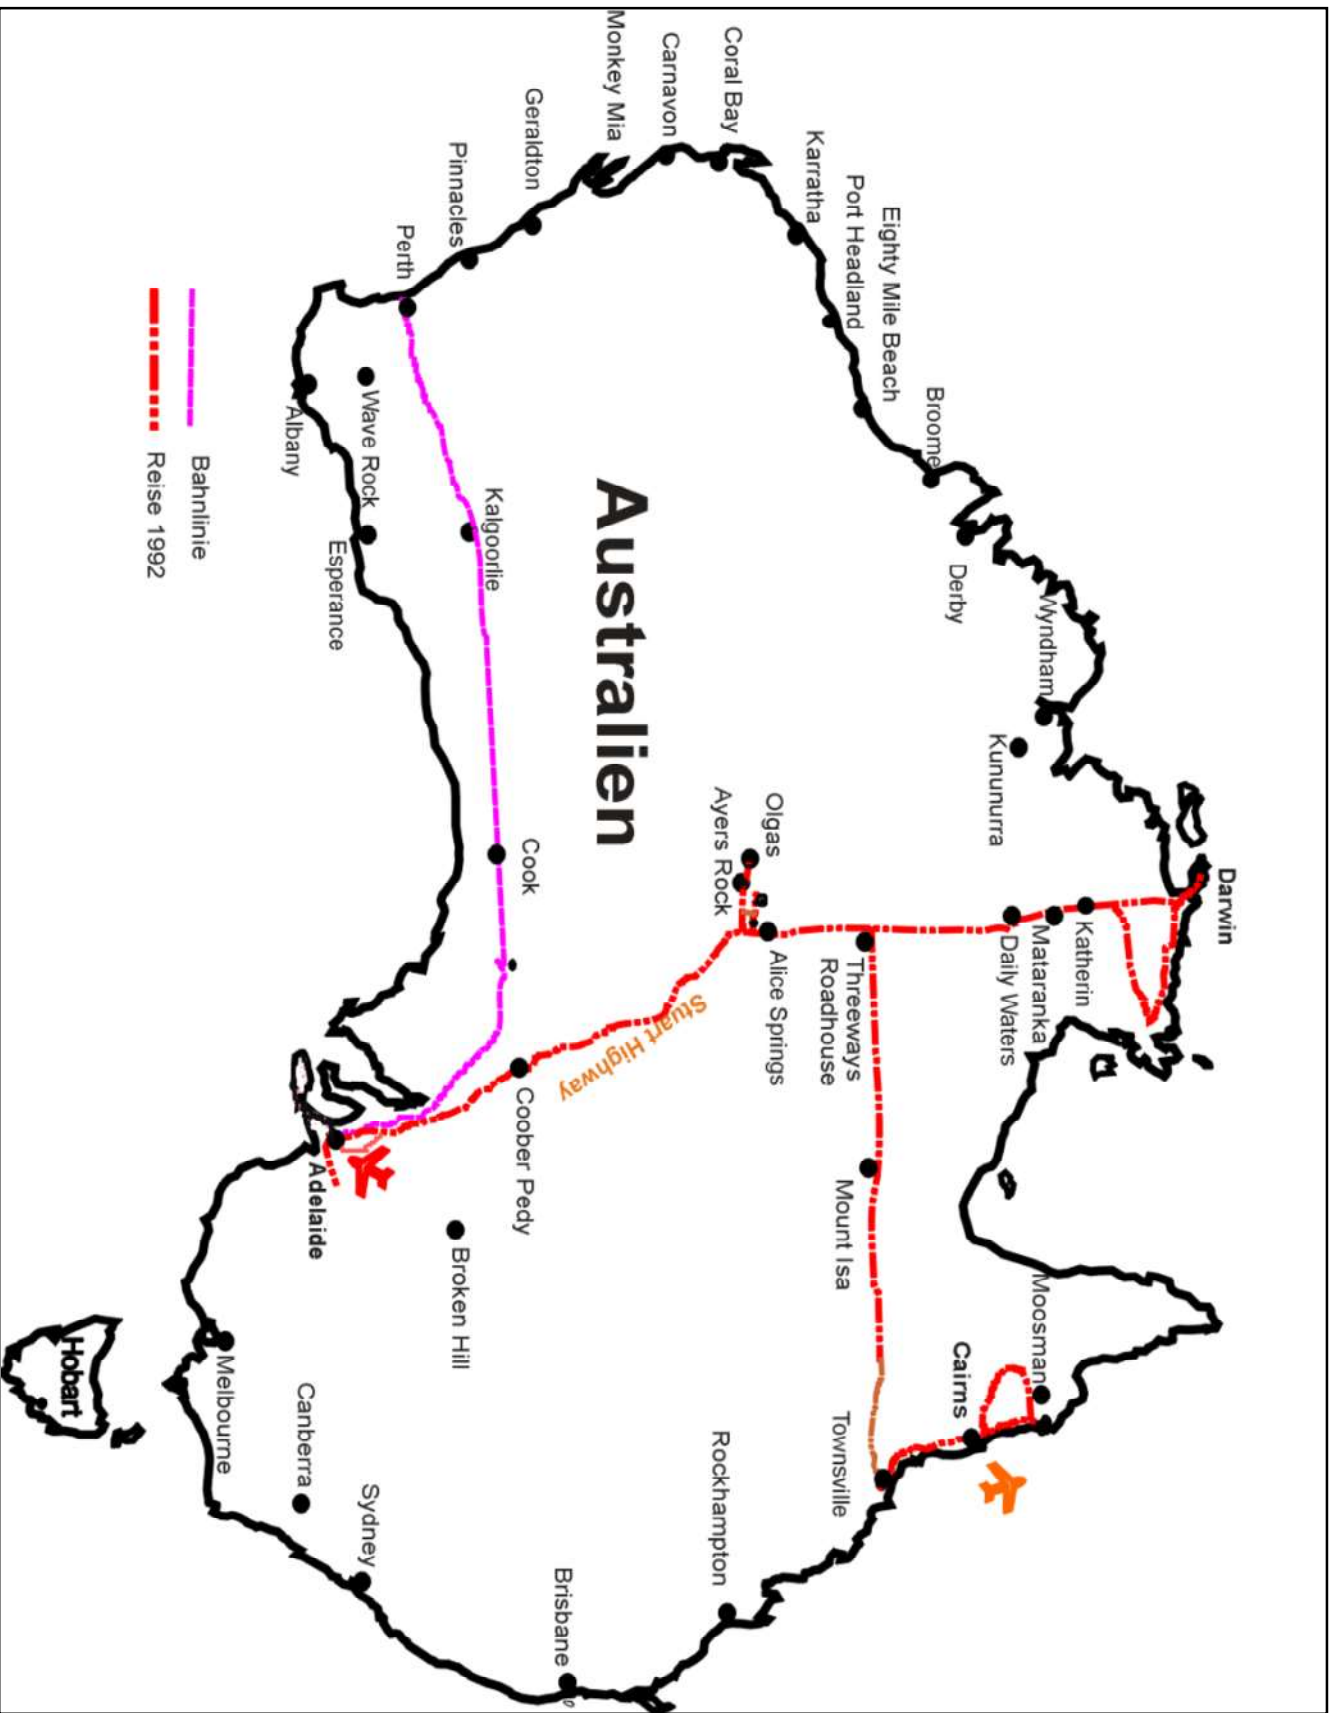 Darwin
Katherin
Mataranka
Daily Waters
Wyndham
Kununurra
Derby
Broome
Eighty Mile Beach
Port Headland
Karratha
Coral Bay
Carnavon
Monkey Mia
Geraldton
Pinnacles
Perth
Moosman
Cairns
Townsville
Threeways
Roadhouse
Mount Isa
Olgas
Ayers Rock
Alice Springs
Stuart Highway
Rockhampton
Australien
Brisbane
Cook
Coober Pedy
Kalgoorlie
Broken Hill
Wave Rock
Esperance
Albany
Adelaide
Sydney
Canberra
Melbourne
Hobart
Bahnlinie
Reise 1992